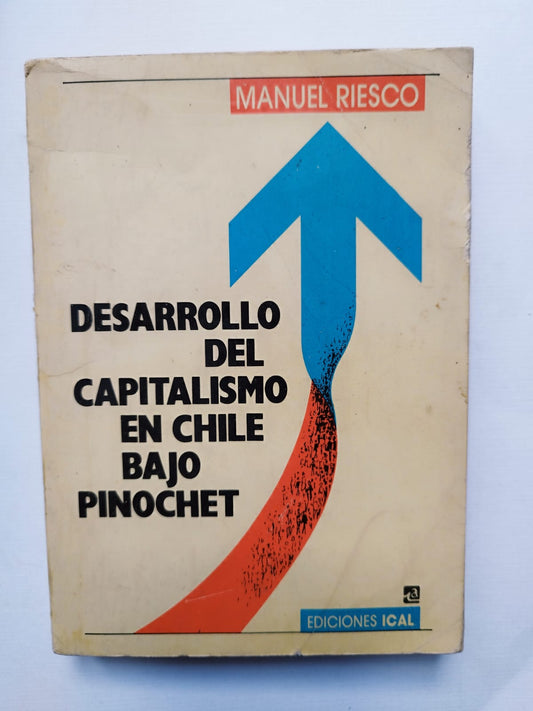 MANUEL RIESCO
DESARROLLO
DEL
CAPITALISMO
EN CHILE
BAJO
PINOCHET
EDICIONES ICAL